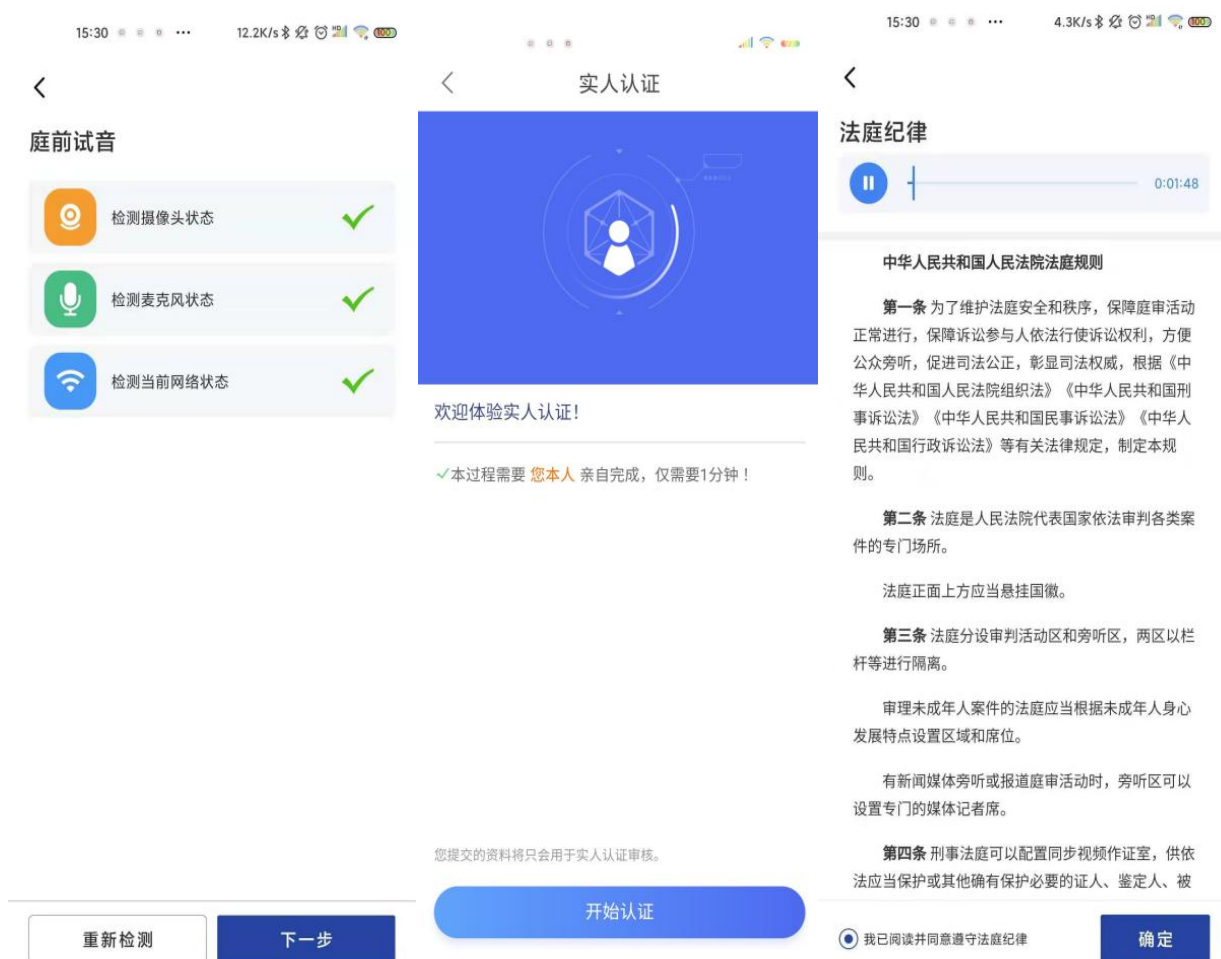 15:30 ••• 12.2K/s 100
庭前试音
检测摄像头状态
检测麦克风状态
检测当前网络状态
重新检测
下一步
实人认证
欢迎体验实人认证！
本过程需要 您本人 亲自完成，仅需要1分钟！
您提交的资料将只会用于实人认证审核。
开始认证
15:30 ••• 4.3K/s 100
法庭纪律
0:01:48
中华人民共和国人民法院法庭规则
第一条 为了维护法庭安全和秩序，保障庭审活动
正常进行，保障诉讼参与人依法行使诉讼权利，方便
公众旁听，促进司法公正，彰显司法权威，根据《中
华人民共和国人民法院组织法》《中华人民共和国刑
事诉讼法》《中华人民共和国民事诉讼法》《中华人
民共和国行政诉讼法》等有关法律规定，制定本规
则。
第二条 法庭是人民法院代表国家依法审判各类案
件的专门场所。
法庭正面上方应当悬挂国徽。
第三条 法庭分设审判活动区和旁听区，两区以栏
杆等进行隔离。
审理未成年人案件的法庭应当根据未成年人身心
发展特点设置区域和席位。
有新闻媒体旁听或报道庭审活动时，旁听区可以
设置专门的媒体记者席。
第四条 刑事法庭可以配置同步视频作证室，供依
法应当保护或其他确有保护必要的证人、鉴定人、被
我已阅读并同意遵守法庭纪律
确定